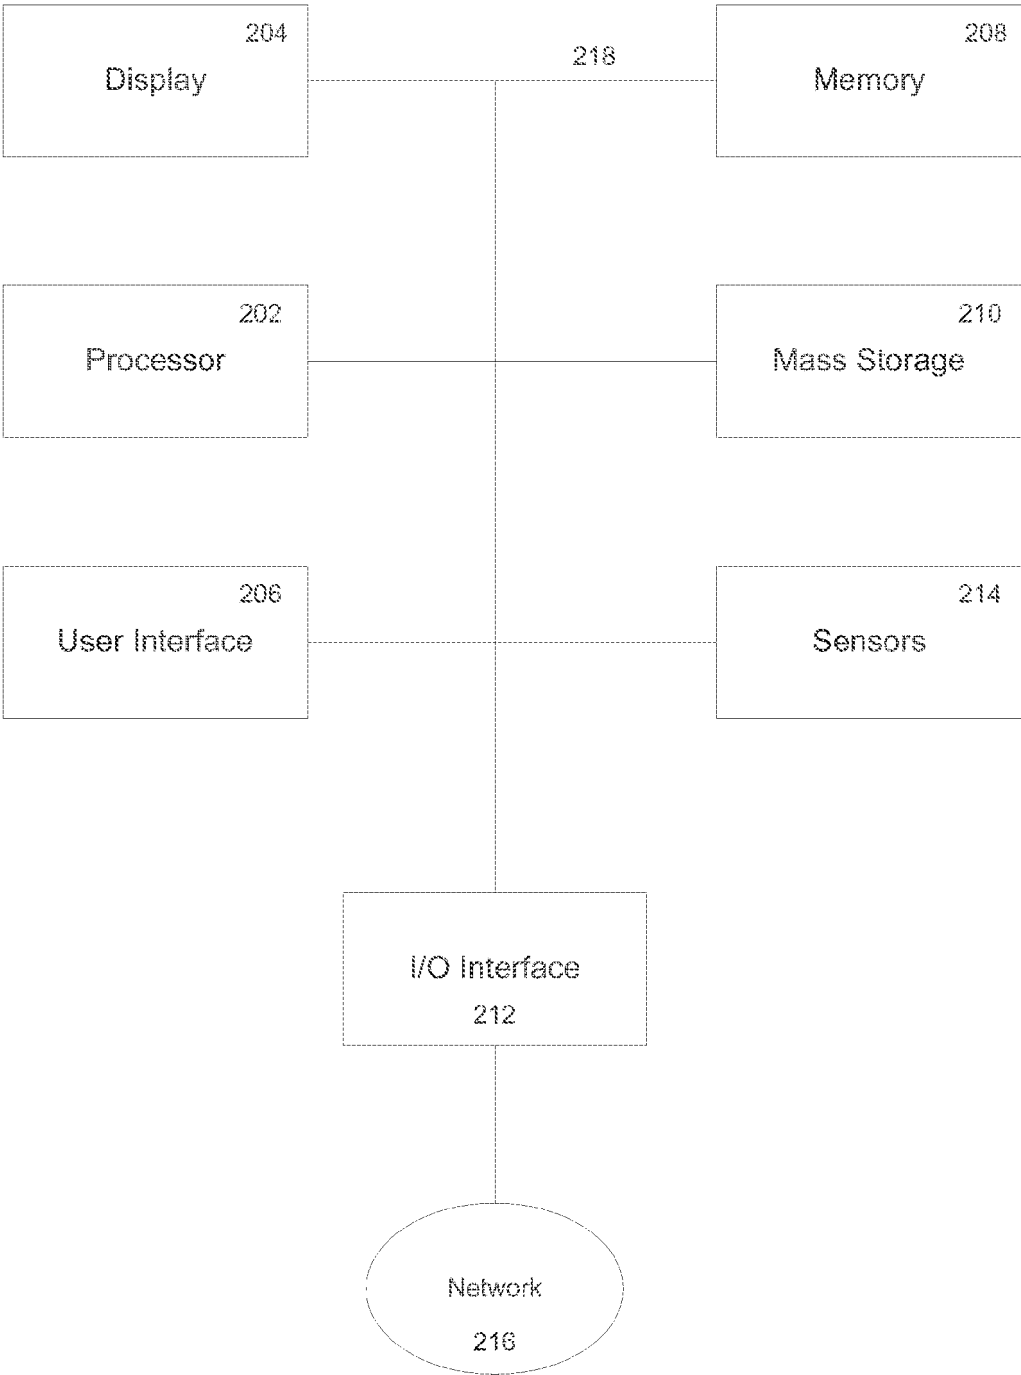 204
Display
218
208
Memory
202
Processor
210
Mass Storage
206
User Interface
214
Sensors
I/O Interface
212
Network
216